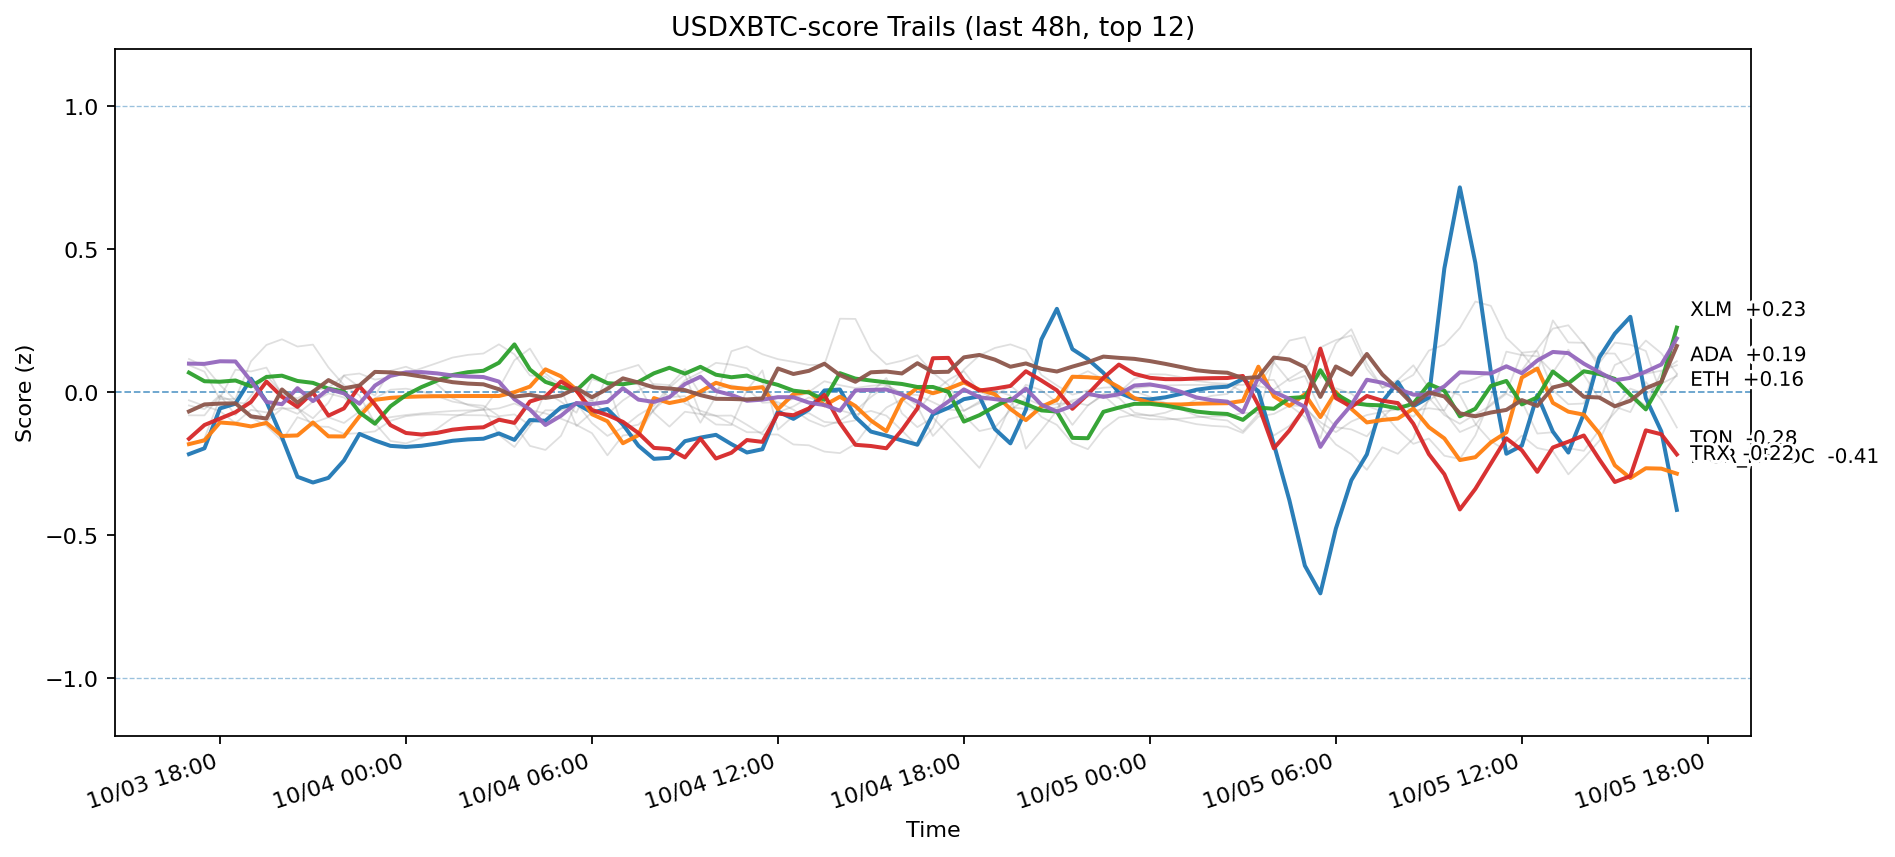 USDXBTC-score Trails (last 48h, top 12)
Score (z)
1.0
0.5
0.0
−0.5
−1.0
XLM +0.23
ADA +0.19
ETH +0.16
TON -0.28
TRX -0.22
-0.41
10/03 18:00
10/04 00:00
10/04 06:00
10/04 12:00
10/04 18:00
10/05 00:00
10/05 06:00
10/05 12:00
10/05 18:00
Time